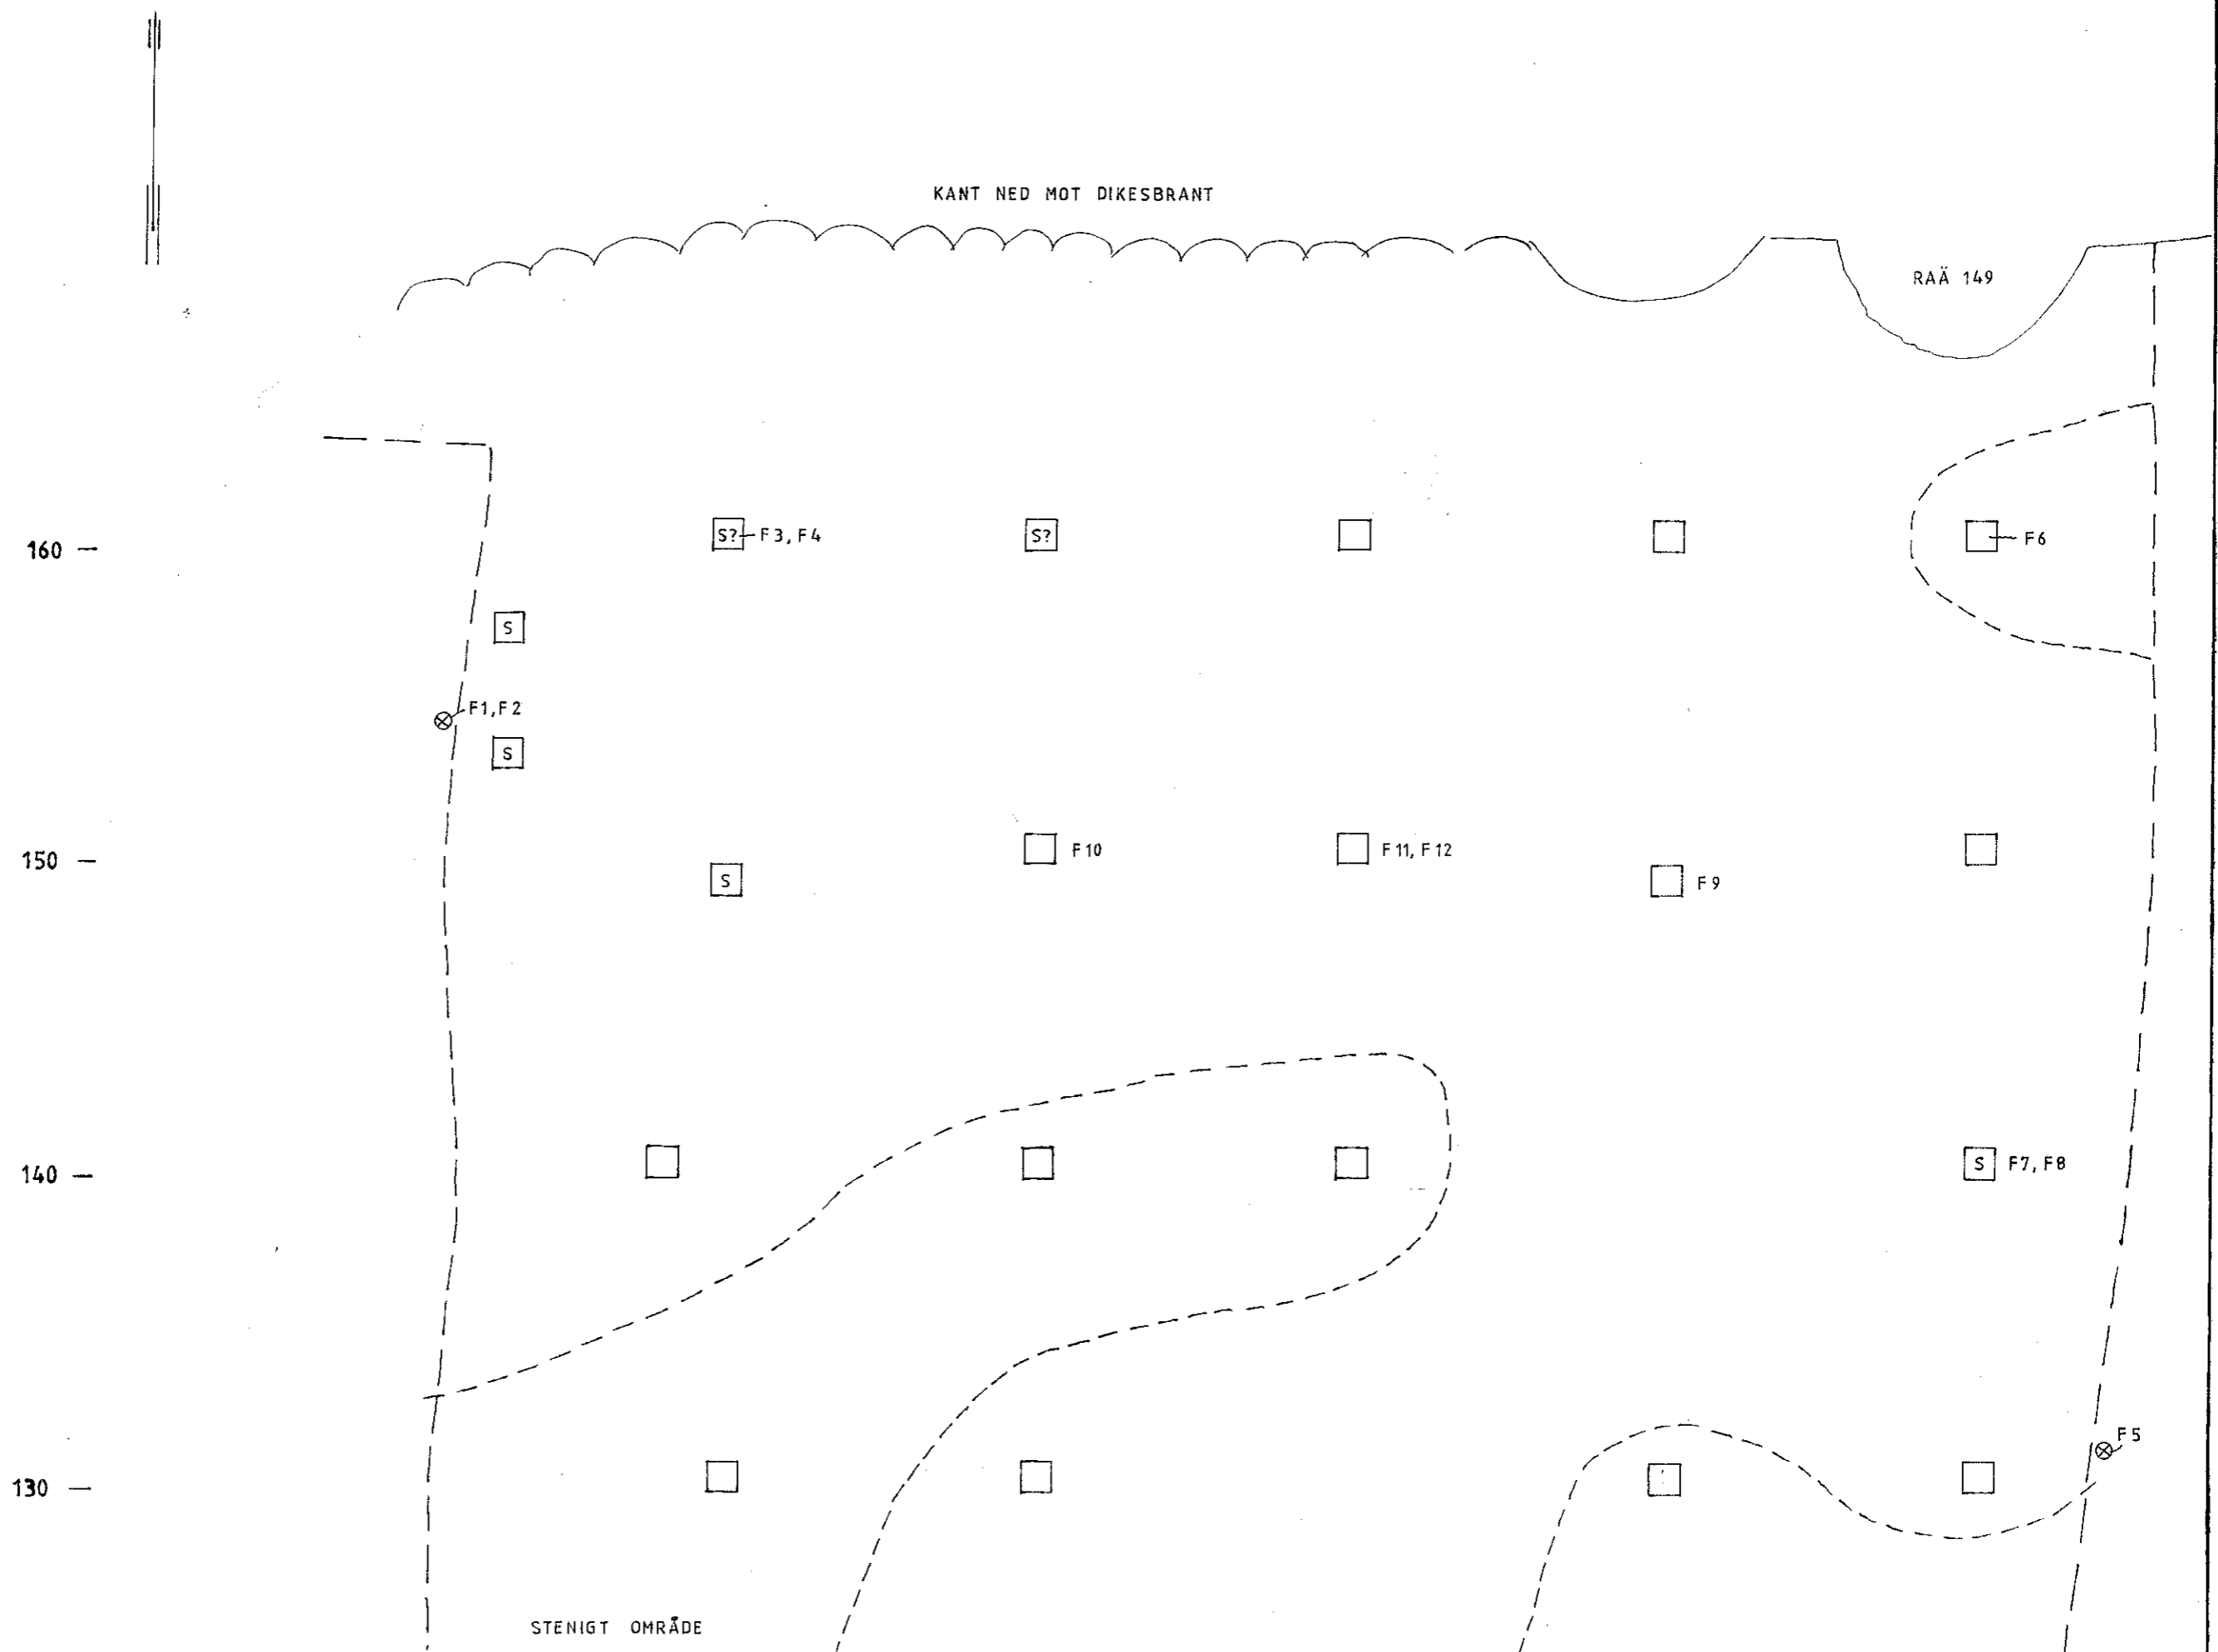 KANT NED MOT DIKESBRANT
RAÄ 149
160 S? F3, F4 S? F6
S
F1, F2
S
150 F10 F11, F12
S F9
140 S F7, F8
F5
130
STENIGT OMRÅDE